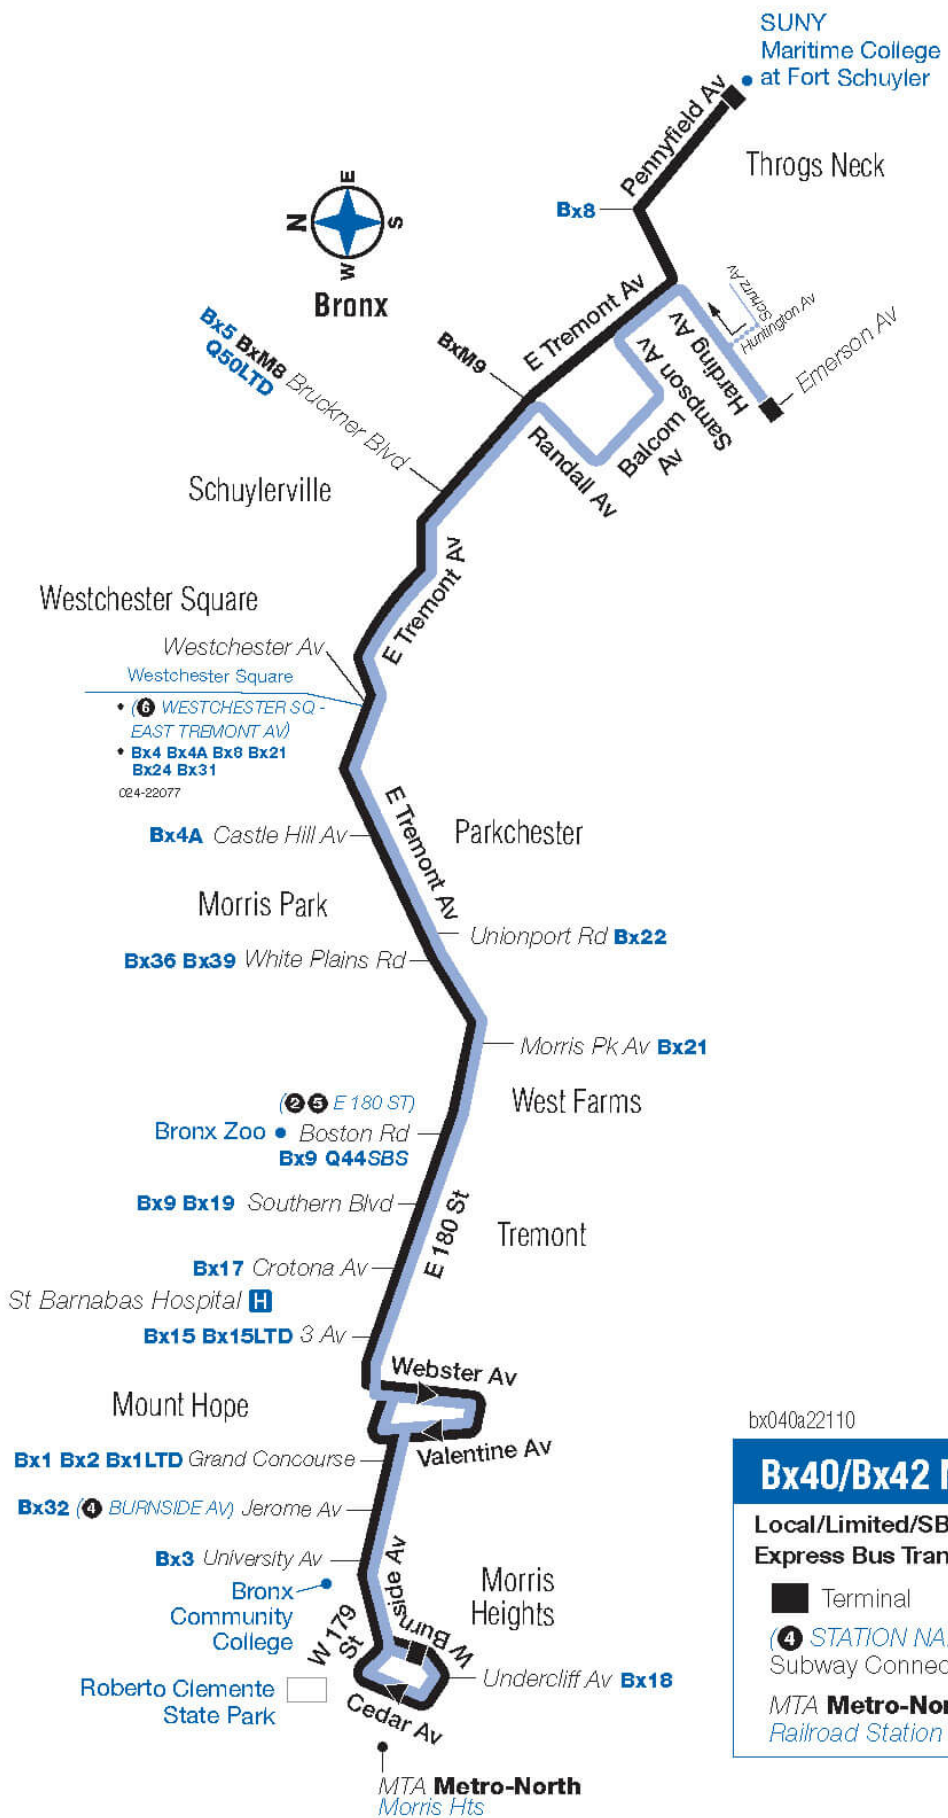 SUNY
Maritime College
at Fort Schuyler
Pennyfield Av
Throgs Neck
Bx8
N
E
S
W
Bronx
E Tremont Av
Schurz Av
Huntington Av
Harding Av
Emerson Av
Sampson Av
Balcom
Av
Randall Av
BxM9
Bx5 BxM8 Bruckner Blvd
Q50LTD
Schuylerville
E Tremont Av
Westchester Square
Westchester Av
Westchester Square
• (6 WESTCHESTER SQ -
EAST TREMONT AV)
• Bx4 Bx4A Bx8 Bx21
Bx24 Bx31
024-22077
E Tremont Av
Bx4A Castle Hill Av
Parkchester
Morris Park
Unionport Rd Bx22
Bx36 Bx39 White Plains Rd
Morris Pk Av Bx21
West Farms
(2 5 E 180 ST)
Bronx Zoo • Boston Rd
Bx9 Q44SBS
Bx9 Bx19 Southern Blvd
E 180 St
Tremont
Bx17 Crotona Av
St Barnabas Hospital H
Bx15 Bx15LTD 3 Av
Webster Av
Mount Hope
Valentine Av
Bx1 Bx2 Bx1LTD Grand Concourse
Bx32 (4 BURNSIDE AV) Jerome Av
Bx3 University Av
Bronx
Community
College
W 179
St
W Burnside Av
Morris
Heights
Undercliff Av Bx18
Roberto Clemente
State Park
Cedar Av
MTA Metro-North
Morris Hts
bx040a22110
Bx40/Bx42
Local/Limited/SB
Express Bus Tran
Terminal
(4 STATION NA
Subway Connec
MTA Metro-Nor
Railroad Station